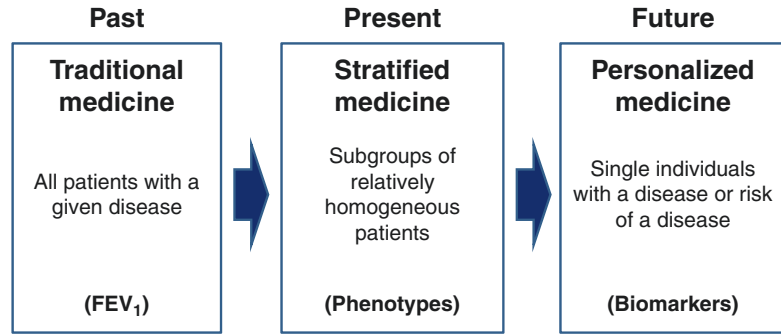 Past
Traditional
medicine
All patients with a
given disease
(FEV₁)
Present
Stratified
medicine
Subgroups of
relatively
homogeneous
patients
(Phenotypes)
Future
Personalized
medicine
Single individuals
with a disease or risk
of a disease
(Biomarkers)